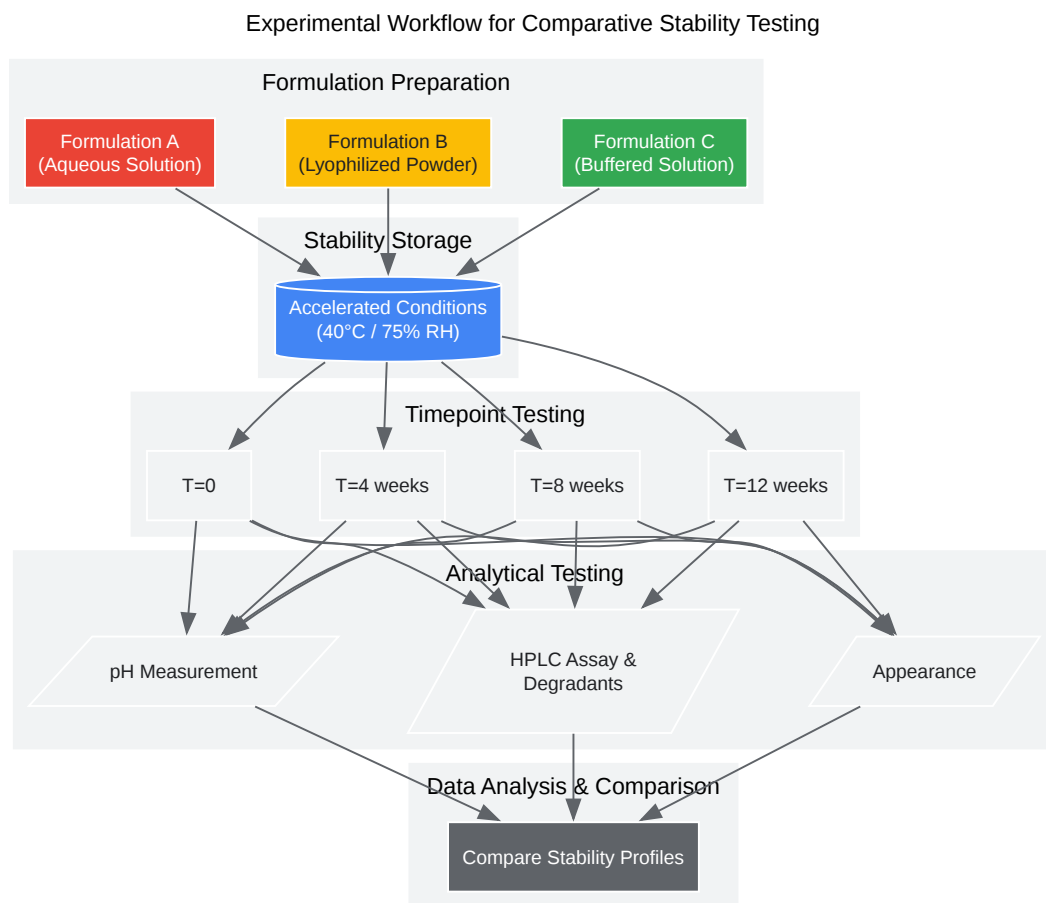 Experimental Workflow for Comparative Stability Testing
Formulation Preparation
Formulation A
(Aqueous Solution)
Formulation B
(Lyophilized Powder)
Formulation C
(Buffered Solution)
Stability Storage
Accelerated Conditions
(40°C / 75% RH)
Timepoint Testing
T=0
T=4 weeks
T=8 weeks
T=12 weeks
Analytical Testing
pH Measurement
HPLC Assay &
Degradants
Appearance
Data Analysis & Comparison
Compare Stability Profiles